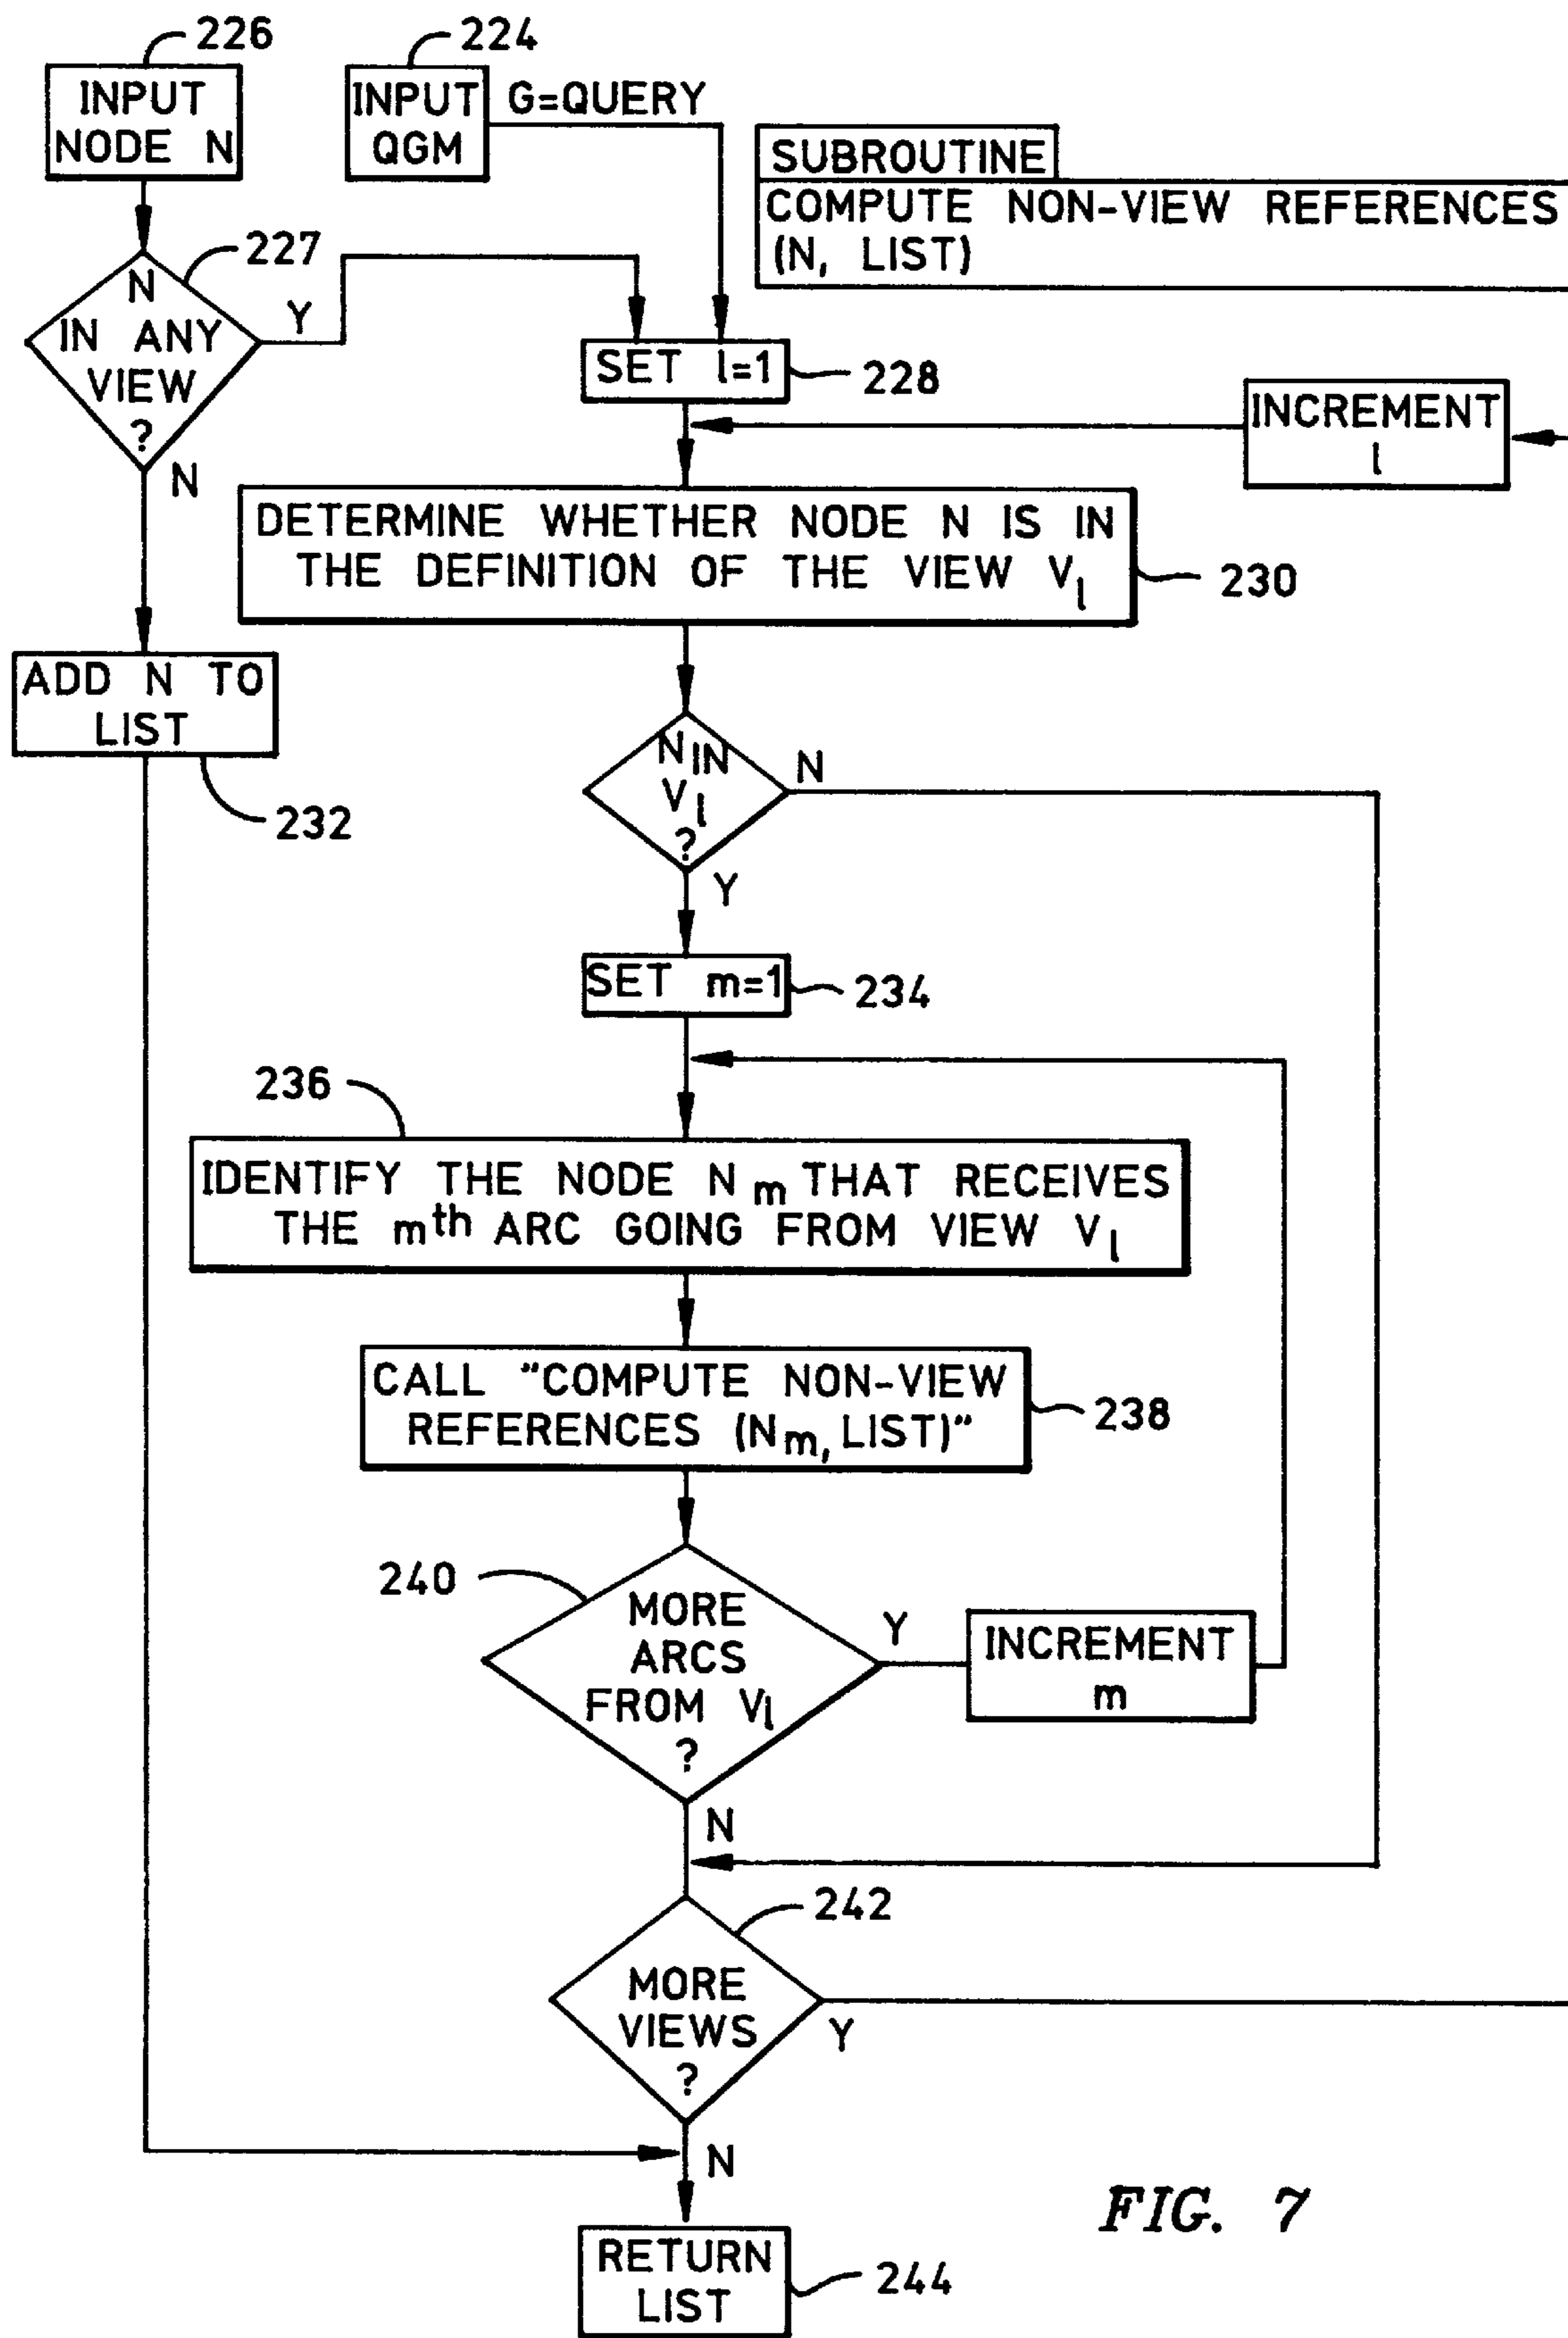 226
224
INPUT
NODE N
INPUT
QGM
G=QUERY
SUBROUTINE
COMPUTE NON-VIEW REFERENCES
(N, LIST)
227
N
IN ANY
VIEW
?
Y
N
SET l=1
228
INCREMENT
l
DETERMINE WHETHER NODE N IS IN
THE DEFINITION OF THE VIEW Vl
230
ADD N TO
LIST
232
N IN
Vl
?
N
Y
SET m=1
234
236
IDENTIFY THE NODE Nm THAT RECEIVES
THE mth ARC GOING FROM VIEW Vl
CALL "COMPUTE NON-VIEW
REFERENCES (Nm, LIST)"
238
240
MORE
ARCS
FROM Vl
?
Y
INCREMENT
m
N
242
MORE
VIEWS
?
Y
N
RETURN
LIST
244
FIG. 7